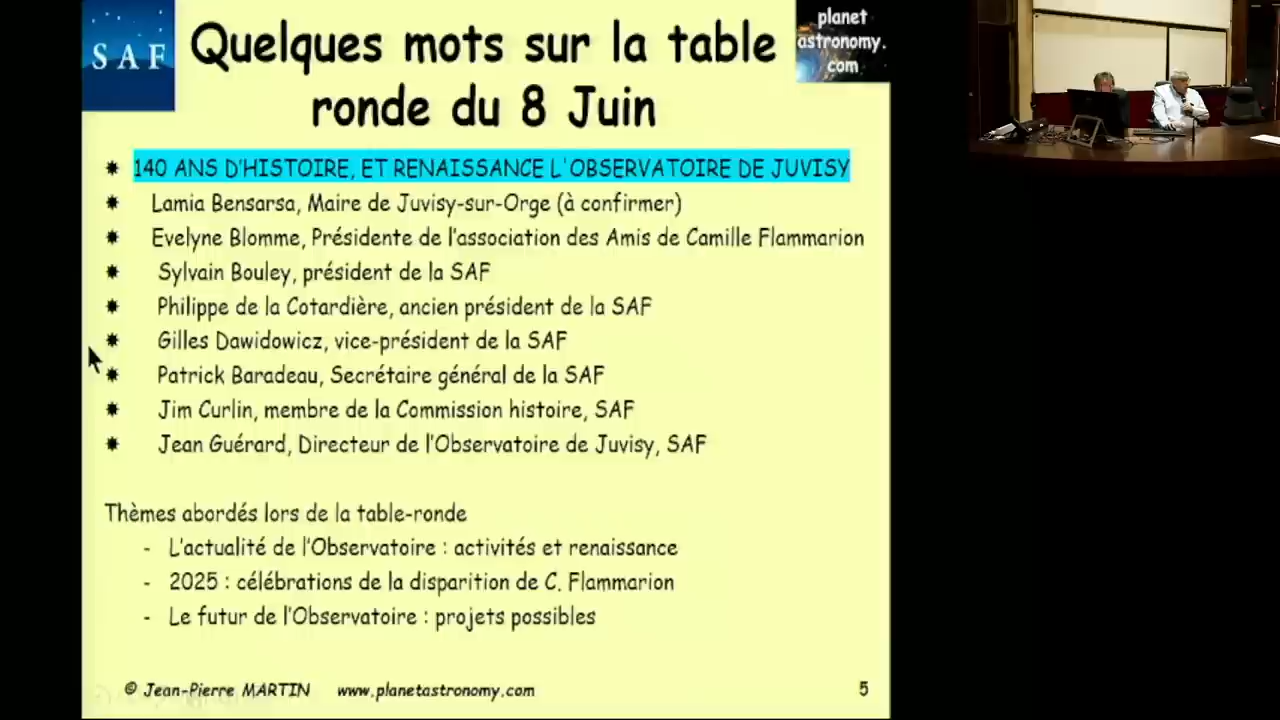 SAF
Quelques mots sur la table
ronde du 8 Juin
planet
astronomy.
com
140 ANS D'HISTOIRE, ET RENAISSANCE L'OBSERVATOIRE DE JUVISY
Lamia Bensarsa, Maire de Juvisy-sur-Orge (à confirmer)
Evelyne Blomme, Présidente de l'association des Amis de Camille Flammarion
Sylvain Bouley, président de la SAF
Philippe de la Cotardière, ancien président de la SAF
Gilles Dawidowicz, vice-président de la SAF
Patrick Baradeau, Secrétaire général de la SAF
Jim Curlin, membre de la Commission histoire, SAF
Jean Guérard, Directeur de l'Observatoire de Juvisy, SAF
Thèmes abordés lors de la table-ronde
- L'actualité de l'Observatoire : activités et renaissance
- 2025 : célébrations de la disparition de C. Flammarion
- Le futur de l'Observatoire : projets possibles
© Jean-Pierre MARTIN www.planetastronomy.com 5